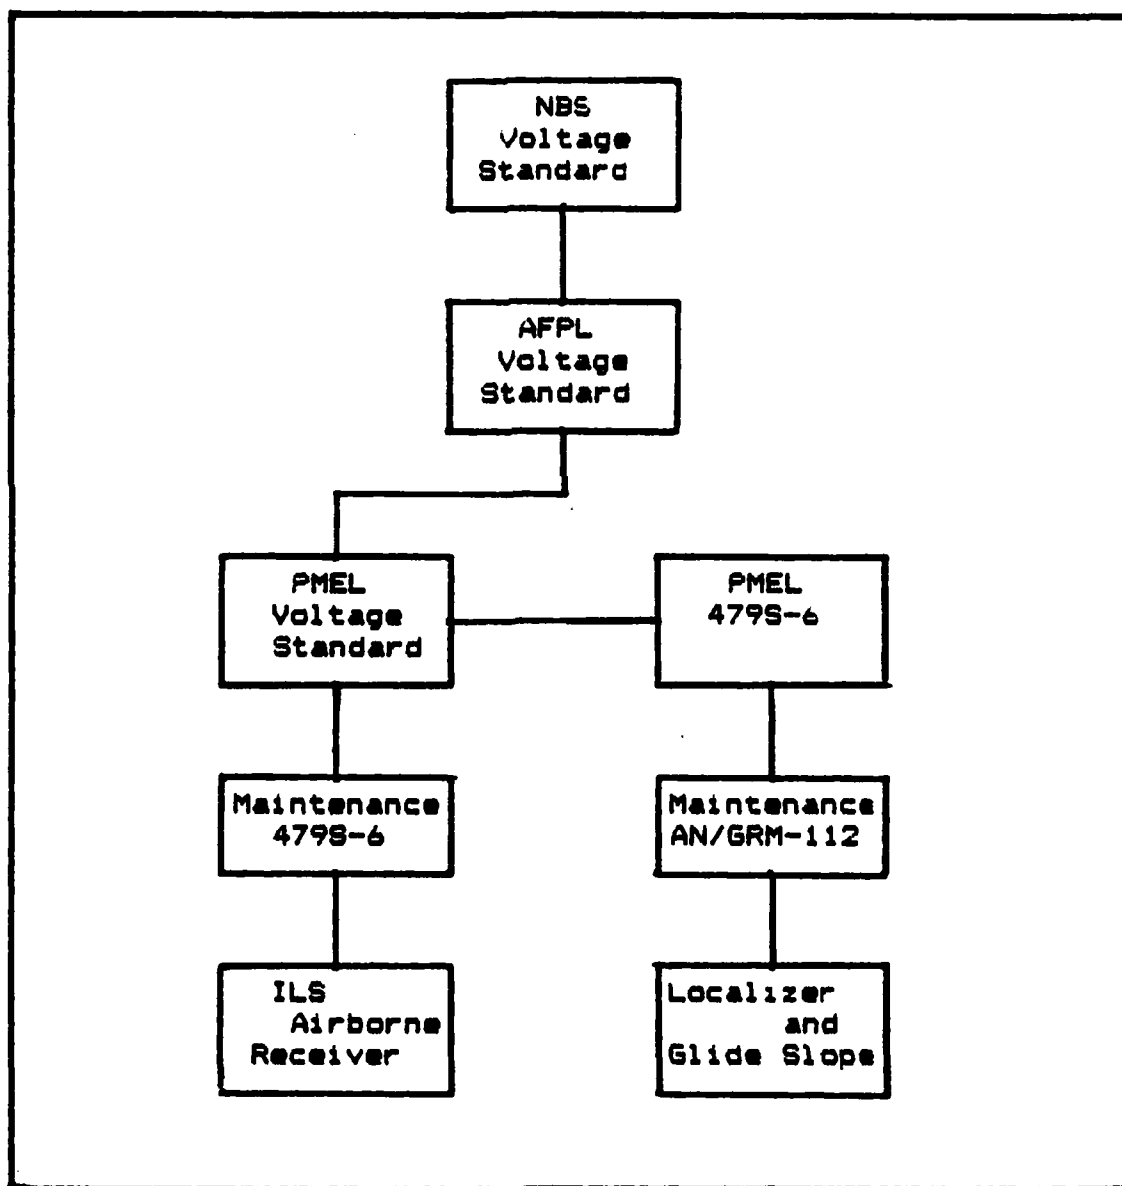 NBS
Voltage
Standard
AFPL
Voltage
Standard
PMEL
Voltage
Standard
PMEL
479S-6
Maintenance
479S-6
Maintenance
AN/GRM-112
ILS
Airborne
Receiver
Localizer
and
Glide Slope